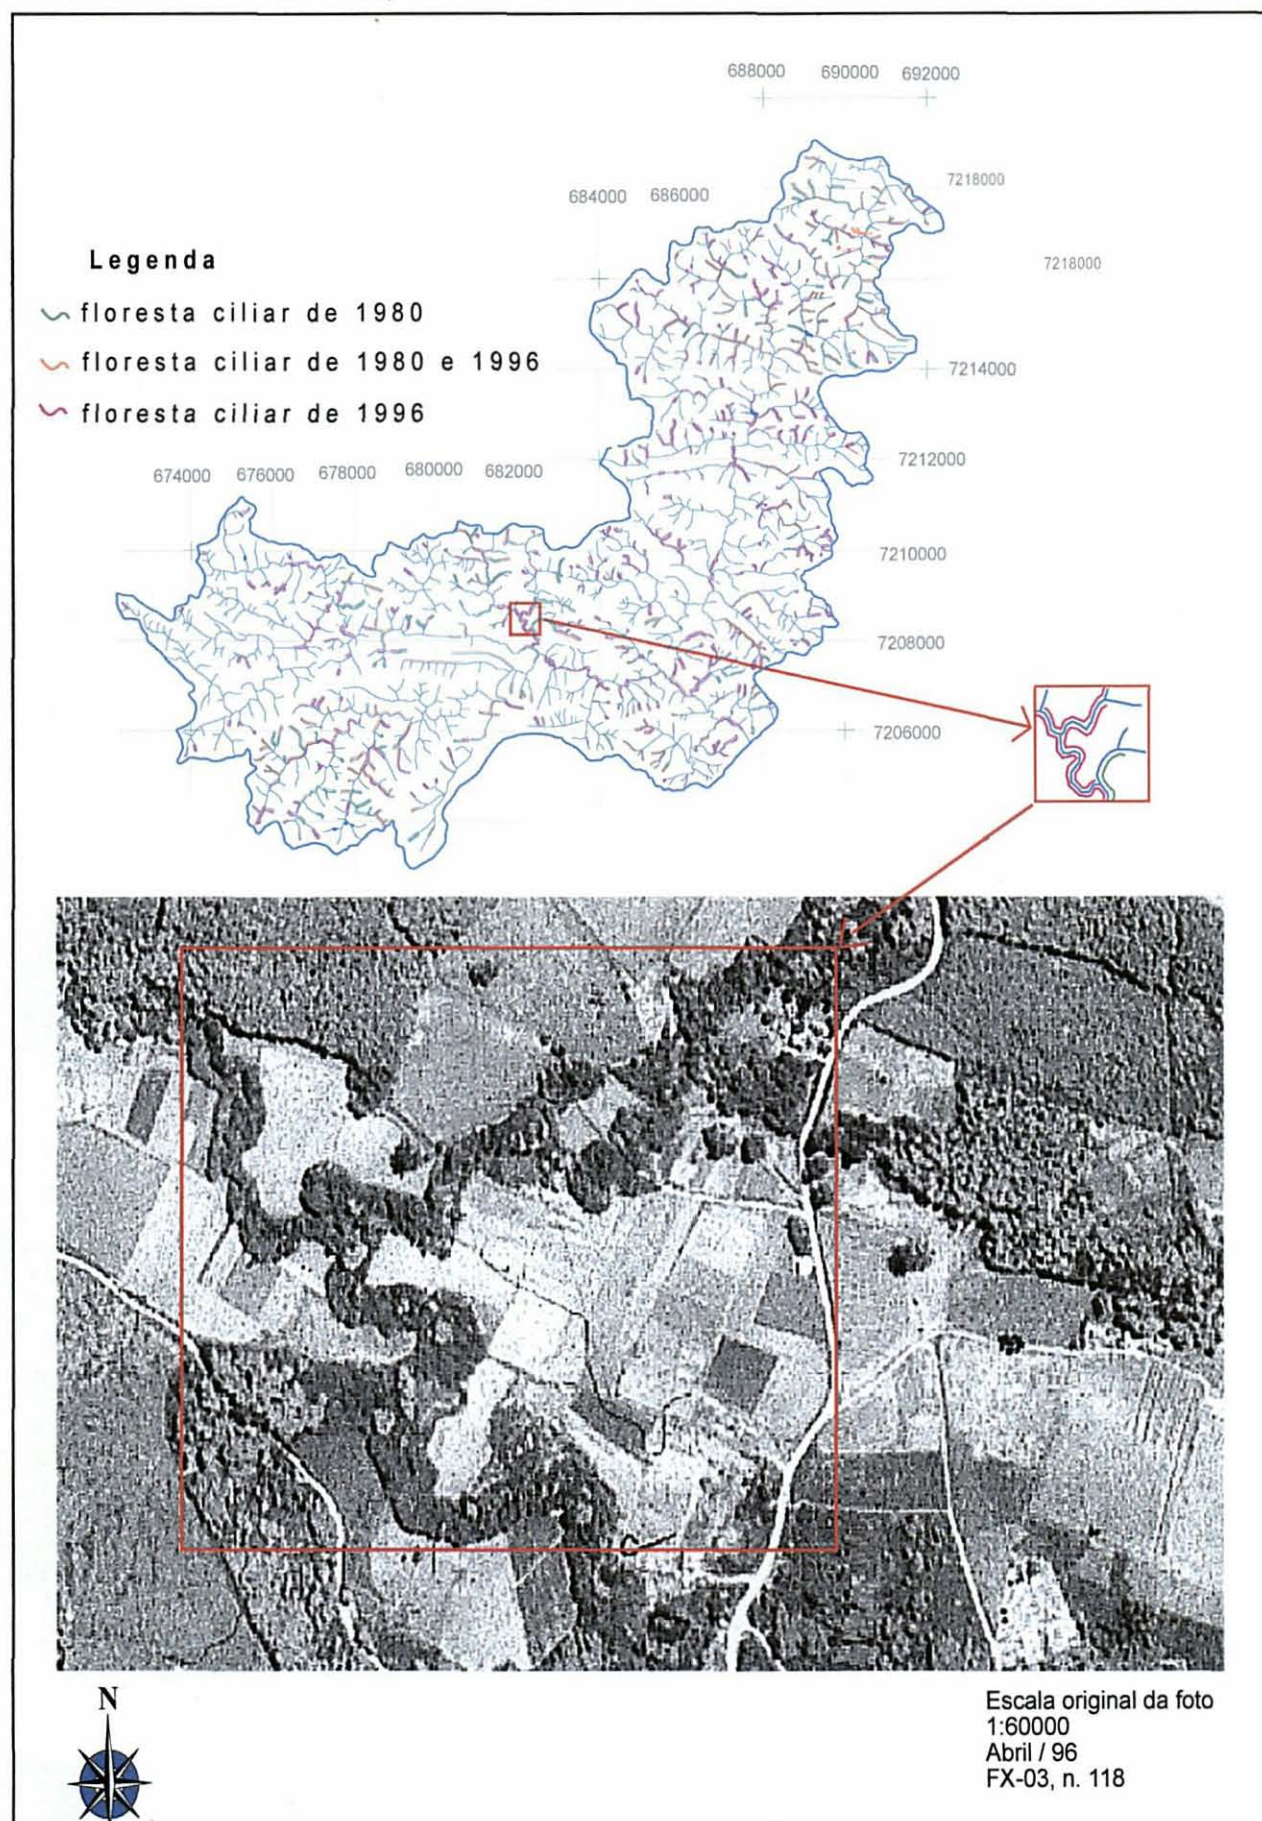 688000 690000 692000
684000 686000
7218000
7218000
Legenda
floresta ciliar de 1980
floresta ciliar de 1980 e 1996
floresta ciliar de 1996
7214000
7212000
674000 676000 678000 680000 682000
7210000
7208000
7206000
N
Escala original da foto
1:60000
Abril / 96
FX-03, n. 118